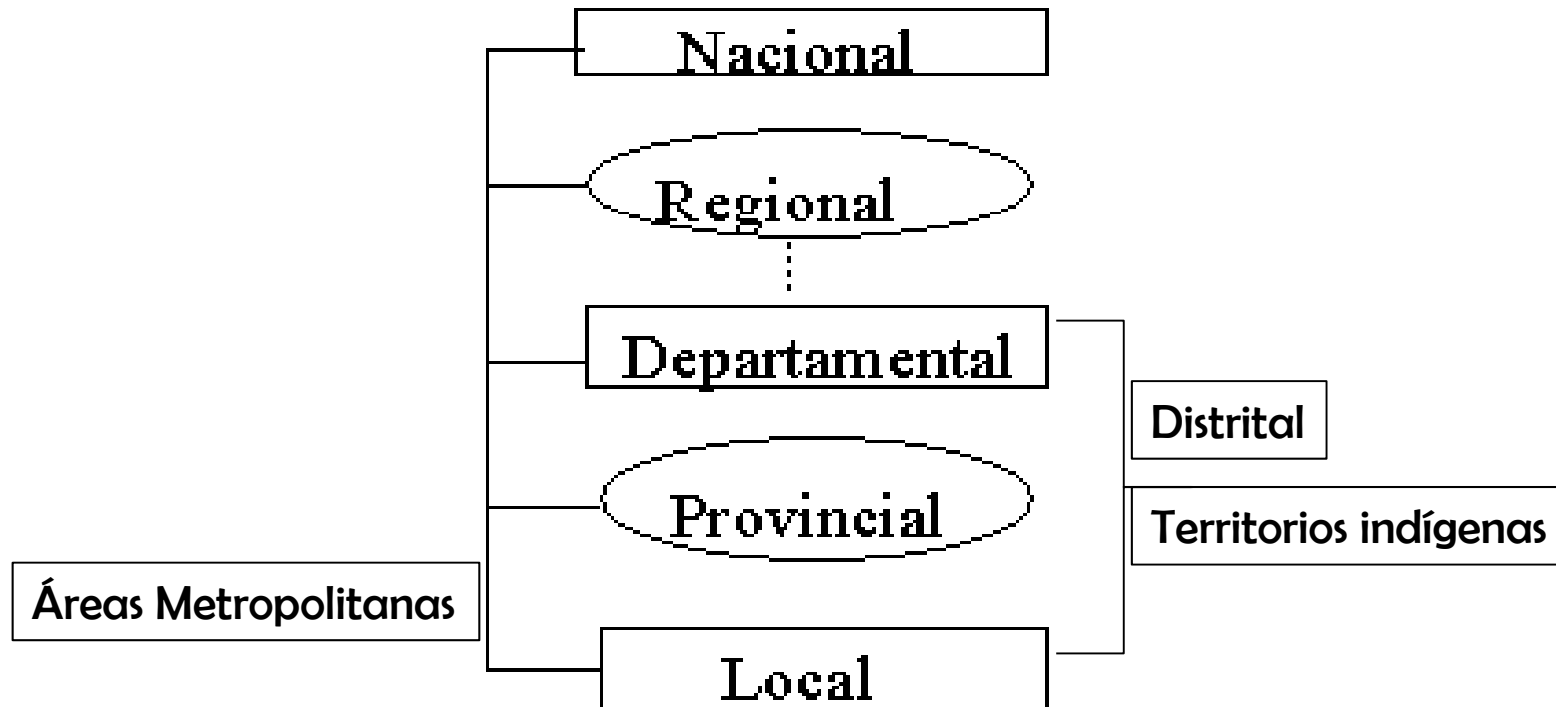 Nacional
Regional
Departamental
Distrital
Provincial
Territorios indígenas
Áreas Metropolitanas
Local